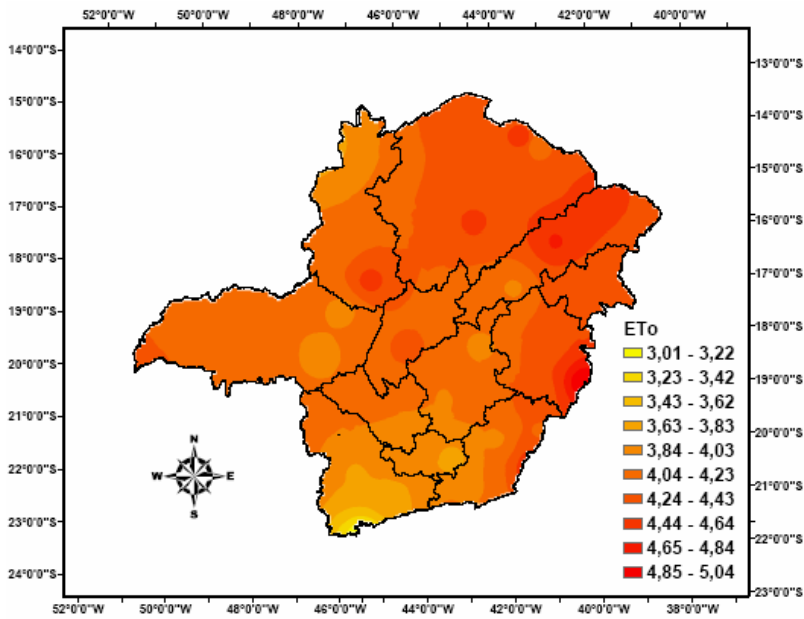 52°0'0"W 50°0'0"W 48°0'0"W 46°0'0"W 44°0'0"W 42°0'0"W 40°0'0"W
14°0'0"S
15°0'0"S
16°0'0"S
17°0'0"S
18°0'0"S
19°0'0"S
20°0'0"S
21°0'0"S
22°0'0"S
23°0'0"S
24°0'0"S
13°0'0"S
14°0'0"S
15°0'0"S
16°0'0"S
17°0'0"S
18°0'0"S
19°0'0"S
20°0'0"S
21°0'0"S
22°0'0"S
23°0'0"S
N
W E
S
ETo
3,01 - 3,22
3,23 - 3,42
3,43 - 3,62
3,63 - 3,83
3,84 - 4,03
4,04 - 4,23
4,24 - 4,43
4,44 - 4,64
4,65 - 4,84
4,85 - 5,04
52°0'0"W 50°0'0"W 48°0'0"W 46°0'0"W 44°0'0"W 42°0'0"W 40°0'0"W 38°0'0"W